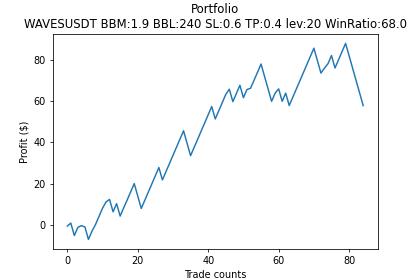 Portfolio
WAVESUSDT BBM:1.9 BBL:240 SL:0.6 TP:0.4 lev:20 WinRatio:68.0
80
60
40
20
0
Profit ($)
0 20 40 60 80
Trade counts